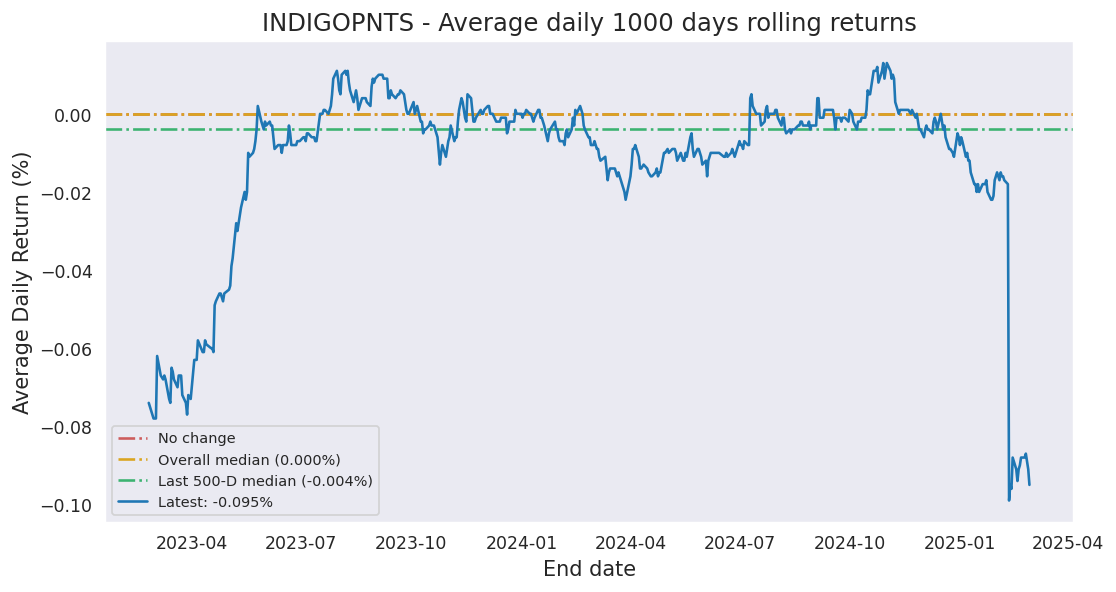 INDIGOPNTS - Average daily 1000 days rolling returns
Average Daily Return (%)
0.00
−0.02
−0.04
−0.06
−0.08
−0.10
No change
Overall median (0.000%)
Last 500-D median (-0.004%)
Latest: -0.095%
2023-04
2023-07
2023-10
2024-01
2024-04
2024-07
2024-10
2025-01
2025-04
End date